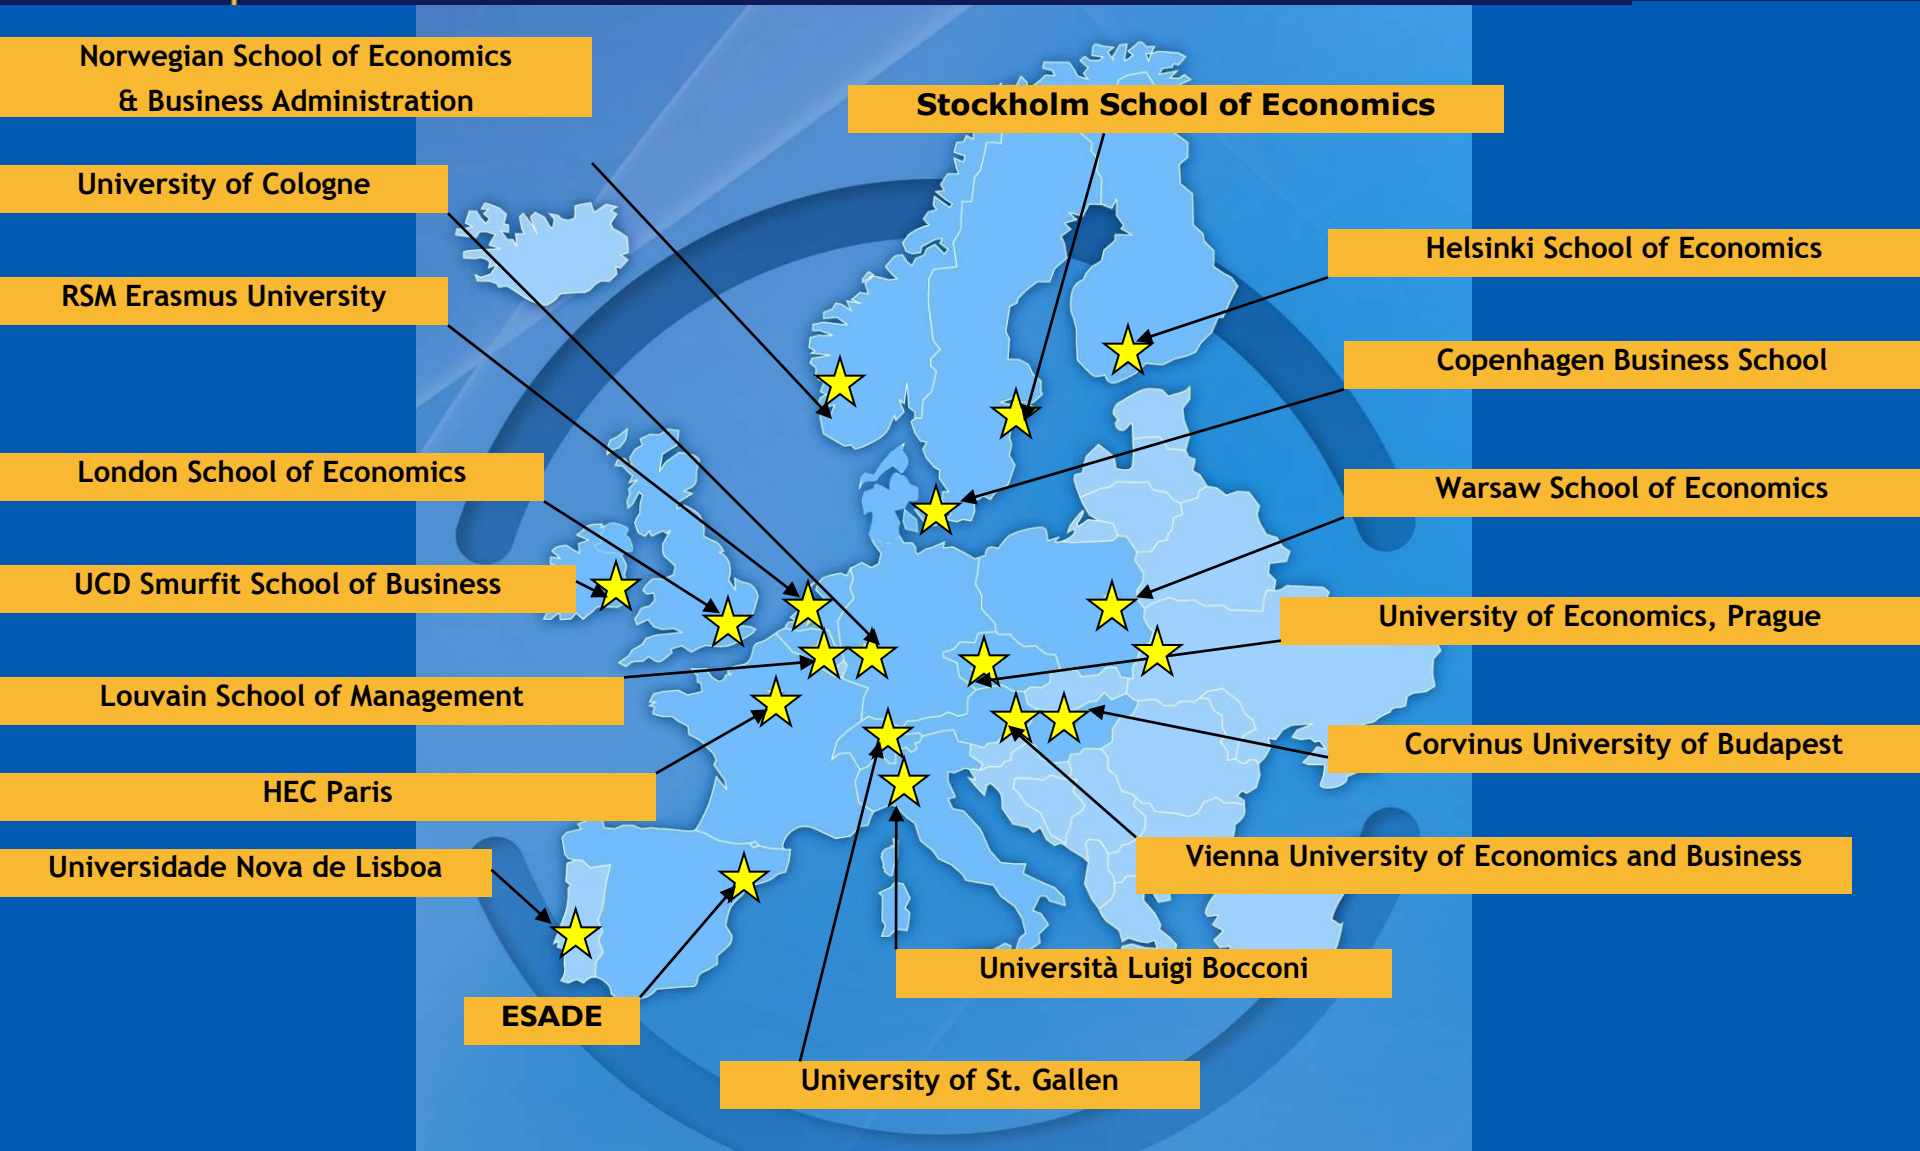 Norwegian School of Economics
& Business Administration
Stockholm School of Economics
University of Cologne
Helsinki School of Economics
RSM Erasmus University
Copenhagen Business School
London School of Economics
Warsaw School of Economics
UCD Smurfit School of Business
University of Economics, Prague
Louvain School of Management
Corvinus University of Budapest
HEC Paris
Vienna University of Economics and Business
Universidade Nova de Lisboa
Università Luigi Bocconi
ESADE
University of St. Gallen